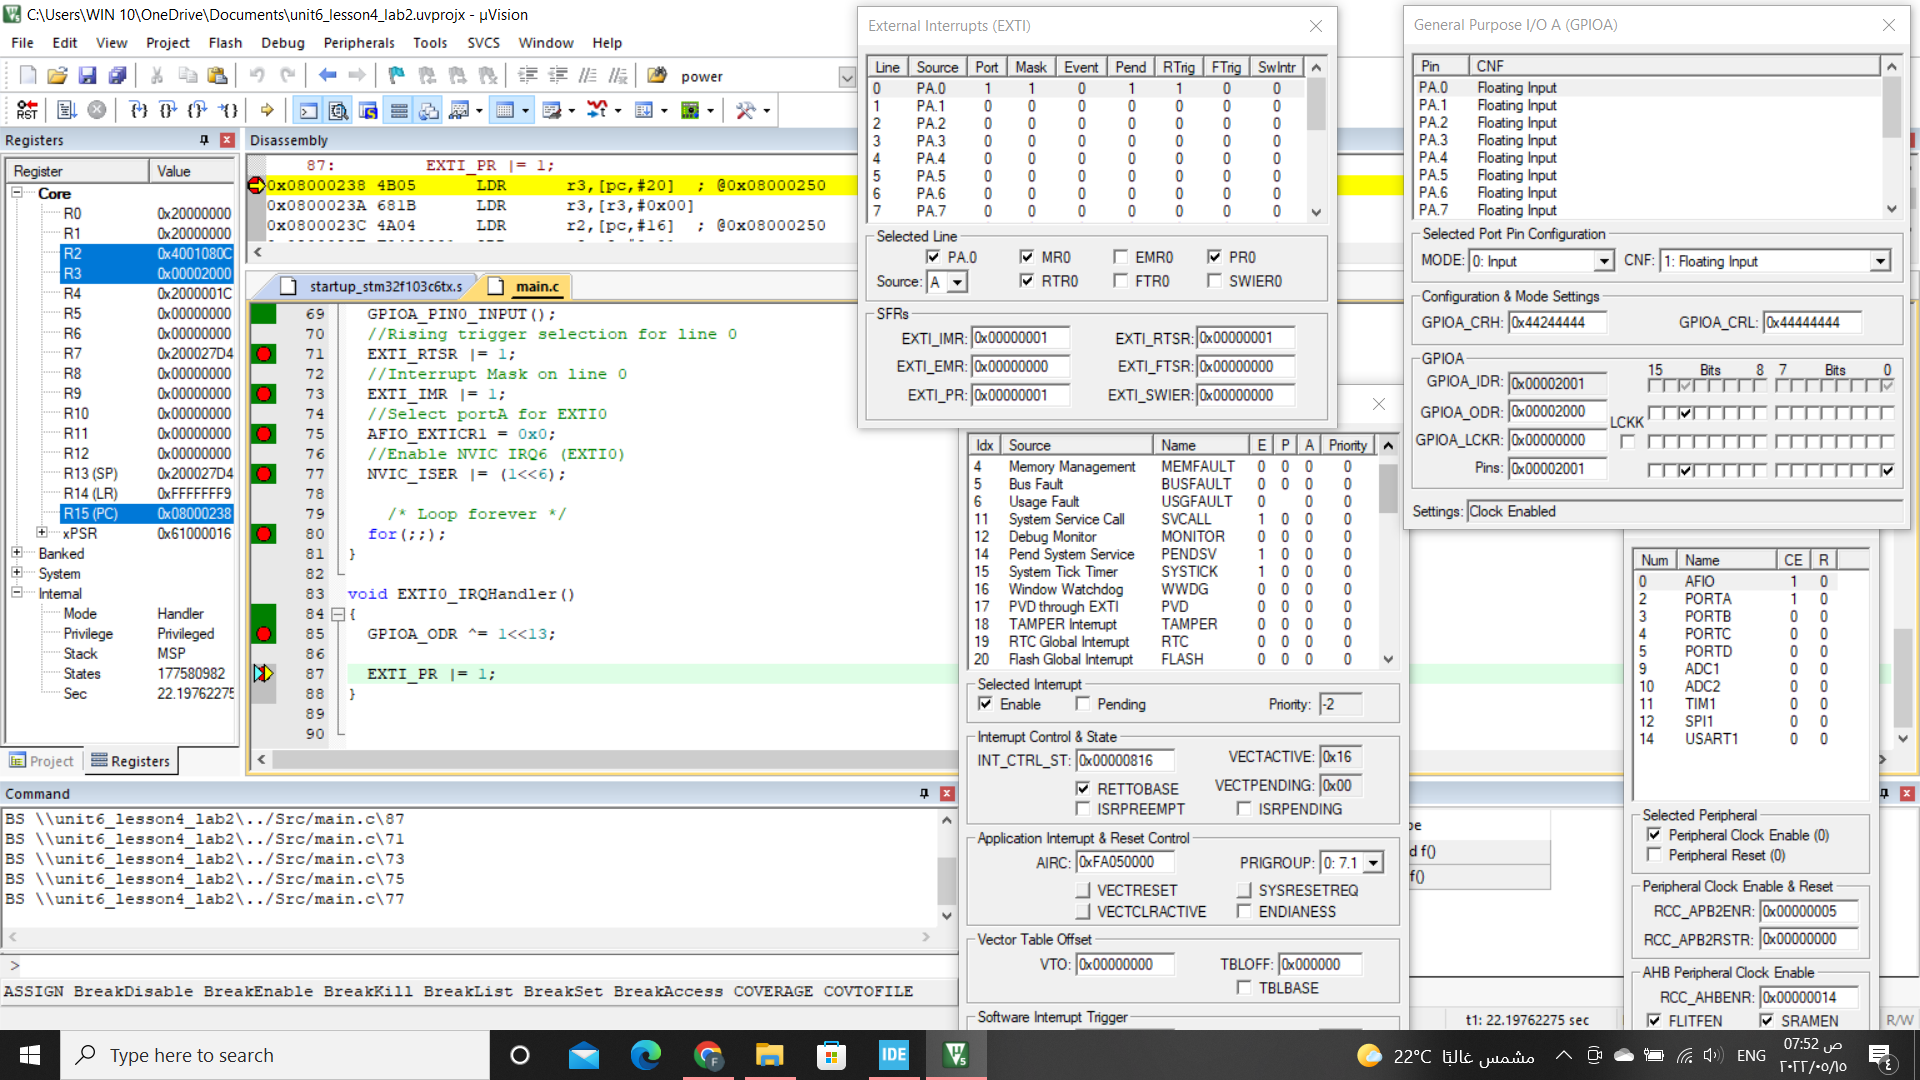 C:\Users\WIN 10\OneDrive\Documents\unit6_lesson4_lab2.uvprojx - µVision
File Edit View Project Flash Debug Peripherals Tools SVCS Window Help
power
RST
Registers
Register Value
Core
R0 0x20000000
R1 0x20000000
R2 0x4001080C
R3 0x00002000
R4 0x2000001C
R5 0x00000000
R6 0x00000000
R7 0x200027D4
R8 0x00000000
R9 0x00000000
R10 0x00000000
R11 0x00000000
R12 0x00000000
R13 (SP) 0x200027D4
R14 (LR) 0xFFFFFFF9
R15 (PC) 0x08000238
xPSR 0x61000016
Banked
System
Internal
Mode Handler
Privilege Privileged
Stack MSP
States 177580982
Sec 22.19762275
Project Registers
Disassembly
87: EXTI_PR |= 1;
0x08000238 4B05 LDR r3,[pc,#20] ; @0x08000250
0x0800023A 681B LDR r3,[r3,#0x00]
0x0800023C 4A04 LDR r2,[pc,#16] ; @0x08000250
startup_stm32f103c6tx.s main.c
69 GPIOA_PIN0_INPUT();
70 //Rising trigger selection for line 0
71 EXTI_RTSR |= 1;
72 //Interrupt Mask on line 0
73 EXTI_IMR |= 1;
74 //Select portA for EXTI0
75 AFIO_EXTICR1 = 0x0;
76 //Enable NVIC IRQ6 (EXTI0)
77 NVIC_ISER |= (1<<6);
78
79 /* Loop forever */
80 for(;;);
81 }
82
83 void EXTI0_IRQHandler()
84 {
85 GPIOA_ODR ^= 1<<13;
86
87 EXTI_PR |= 1;
88 }
89
90
External Interrupts (EXTI)
Line Source Port Mask Event Pend RTrig FTrig SwIntr
0 PA.0 1 1 0 1 1 0 0
1 PA.1 0 0 0 0 0 0 0
2 PA.2 0 0 0 0 0 0 0
3 PA.3 0 0 0 0 0 0 0
4 PA.4 0 0 0 0 0 0 0
5 PA.5 0 0 0 0 0 0 0
6 PA.6 0 0 0 0 0 0 0
7 PA.7 0 0 0 0 0 0 0
Selected Line
PA.0 MR0 EMR0 PR0
Source: A RTR0 FTR0 SWIER0
SFRs
EXTI_IMR: 0x00000001 EXTI_RTSR: 0x00000001
EXTI_EMR: 0x00000000 EXTI_FTSR: 0x00000000
EXTI_PR: 0x00000001 EXTI_SWIER: 0x00000000
Idx Source Name E P A Priority
4 Memory Management MEMFAULT 0 0 0 0
5 Bus Fault BUSFAULT 0 0 0 0
6 Usage Fault USGFAULT 0 0 0
11 System Service Call SVCALL 1 0 0 0
12 Debug Monitor MONITOR 0 0 0 0
14 Pend System Service PENDSV 1 0 0 0
15 System Tick Timer SYSTICK 1 0 0 0
16 Window Watchdog WWDG 0 0 0 0
17 PVD through EXTI PVD 0 0 0 0
18 TAMPER Interrupt TAMPER 0 0 0 0
19 RTC Global Interrupt RTC 0 0 0 0
20 Flash Global Interrupt FLASH 0 0 0 0
Selected Interrupt
Enable Pending Priority: -2
Interrupt Control & State
INT_CTRL_ST: 0x00000816 VECTACTIVE: 0x16
RETTOBASE VECTPENDING: 0x00
ISRPREEMPT ISRPENDING
Application Interrupt & Reset Control
AIRC: 0xFA050000 PRIGROUP: 0: 7.1
VECTRESET SYSRESETREQ
VECTCLRACTIVE ENDIANESS
Vector Table Offset
VTO: 0x00000000 TBLOFF: 0x000000
TBLBASE
Software Interrupt Trigger
General Purpose I/O A (GPIOA)
Pin CNF
PA.0 Floating Input
PA.1 Floating Input
PA.2 Floating Input
PA.3 Floating Input
PA.4 Floating Input
PA.5 Floating Input
PA.6 Floating Input
PA.7 Floating Input
Selected Port Pin Configuration
MODE: 0: Input CNF: 1: Floating Input
Configuration & Mode Settings
GPIOA_CRH: 0x44244444 GPIOA_CRL: 0x44444444
GPIOA
15 Bits 8 7 Bits 0
GPIOA_IDR: 0x00002001
GPIOA_ODR: 0x00002000
LCKK
GPIOA_LCKR: 0x00000000
Pins: 0x00002001
Settings: Clock Enabled
Num Name CE R
0 AFIO 1 0
2 PORTA 1 0
3 PORTB 0 0
4 PORTC 0 0
5 PORTD 0 0
9 ADC1 0 0
10 ADC2 0 0
11 TIM1 0 0
12 SPI1 0 0
14 USART1 0 0
Selected Peripheral
Peripheral Clock Enable (0)
Peripheral Reset (0)
Peripheral Clock Enable & Reset
RCC_APB2ENR: 0x00000005
RCC_APB2RSTR: 0x00000000
AHB Peripheral Clock Enable
RCC_AHBENR: 0x00000014
FLITFEN SRAMEN
Command
BS \\unit6_lesson4_lab2\../Src/main.c\87
BS \\unit6_lesson4_lab2\../Src/main.c\71
BS \\unit6_lesson4_lab2\../Src/main.c\73
BS \\unit6_lesson4_lab2\../Src/main.c\75
BS \\unit6_lesson4_lab2\../Src/main.c\77
>
ASSIGN BreakDisable BreakEnable BreakKill BreakList BreakSet BreakAccess COVERAGE COVTOFILE
pe
d f()
f()
t1: 22.19762275 sec
R/W
Type here to search
IDE
22°C مشمس غالبًا
ENG
07:52 ص
٢٠٢٢/٠٥/١٥
٤